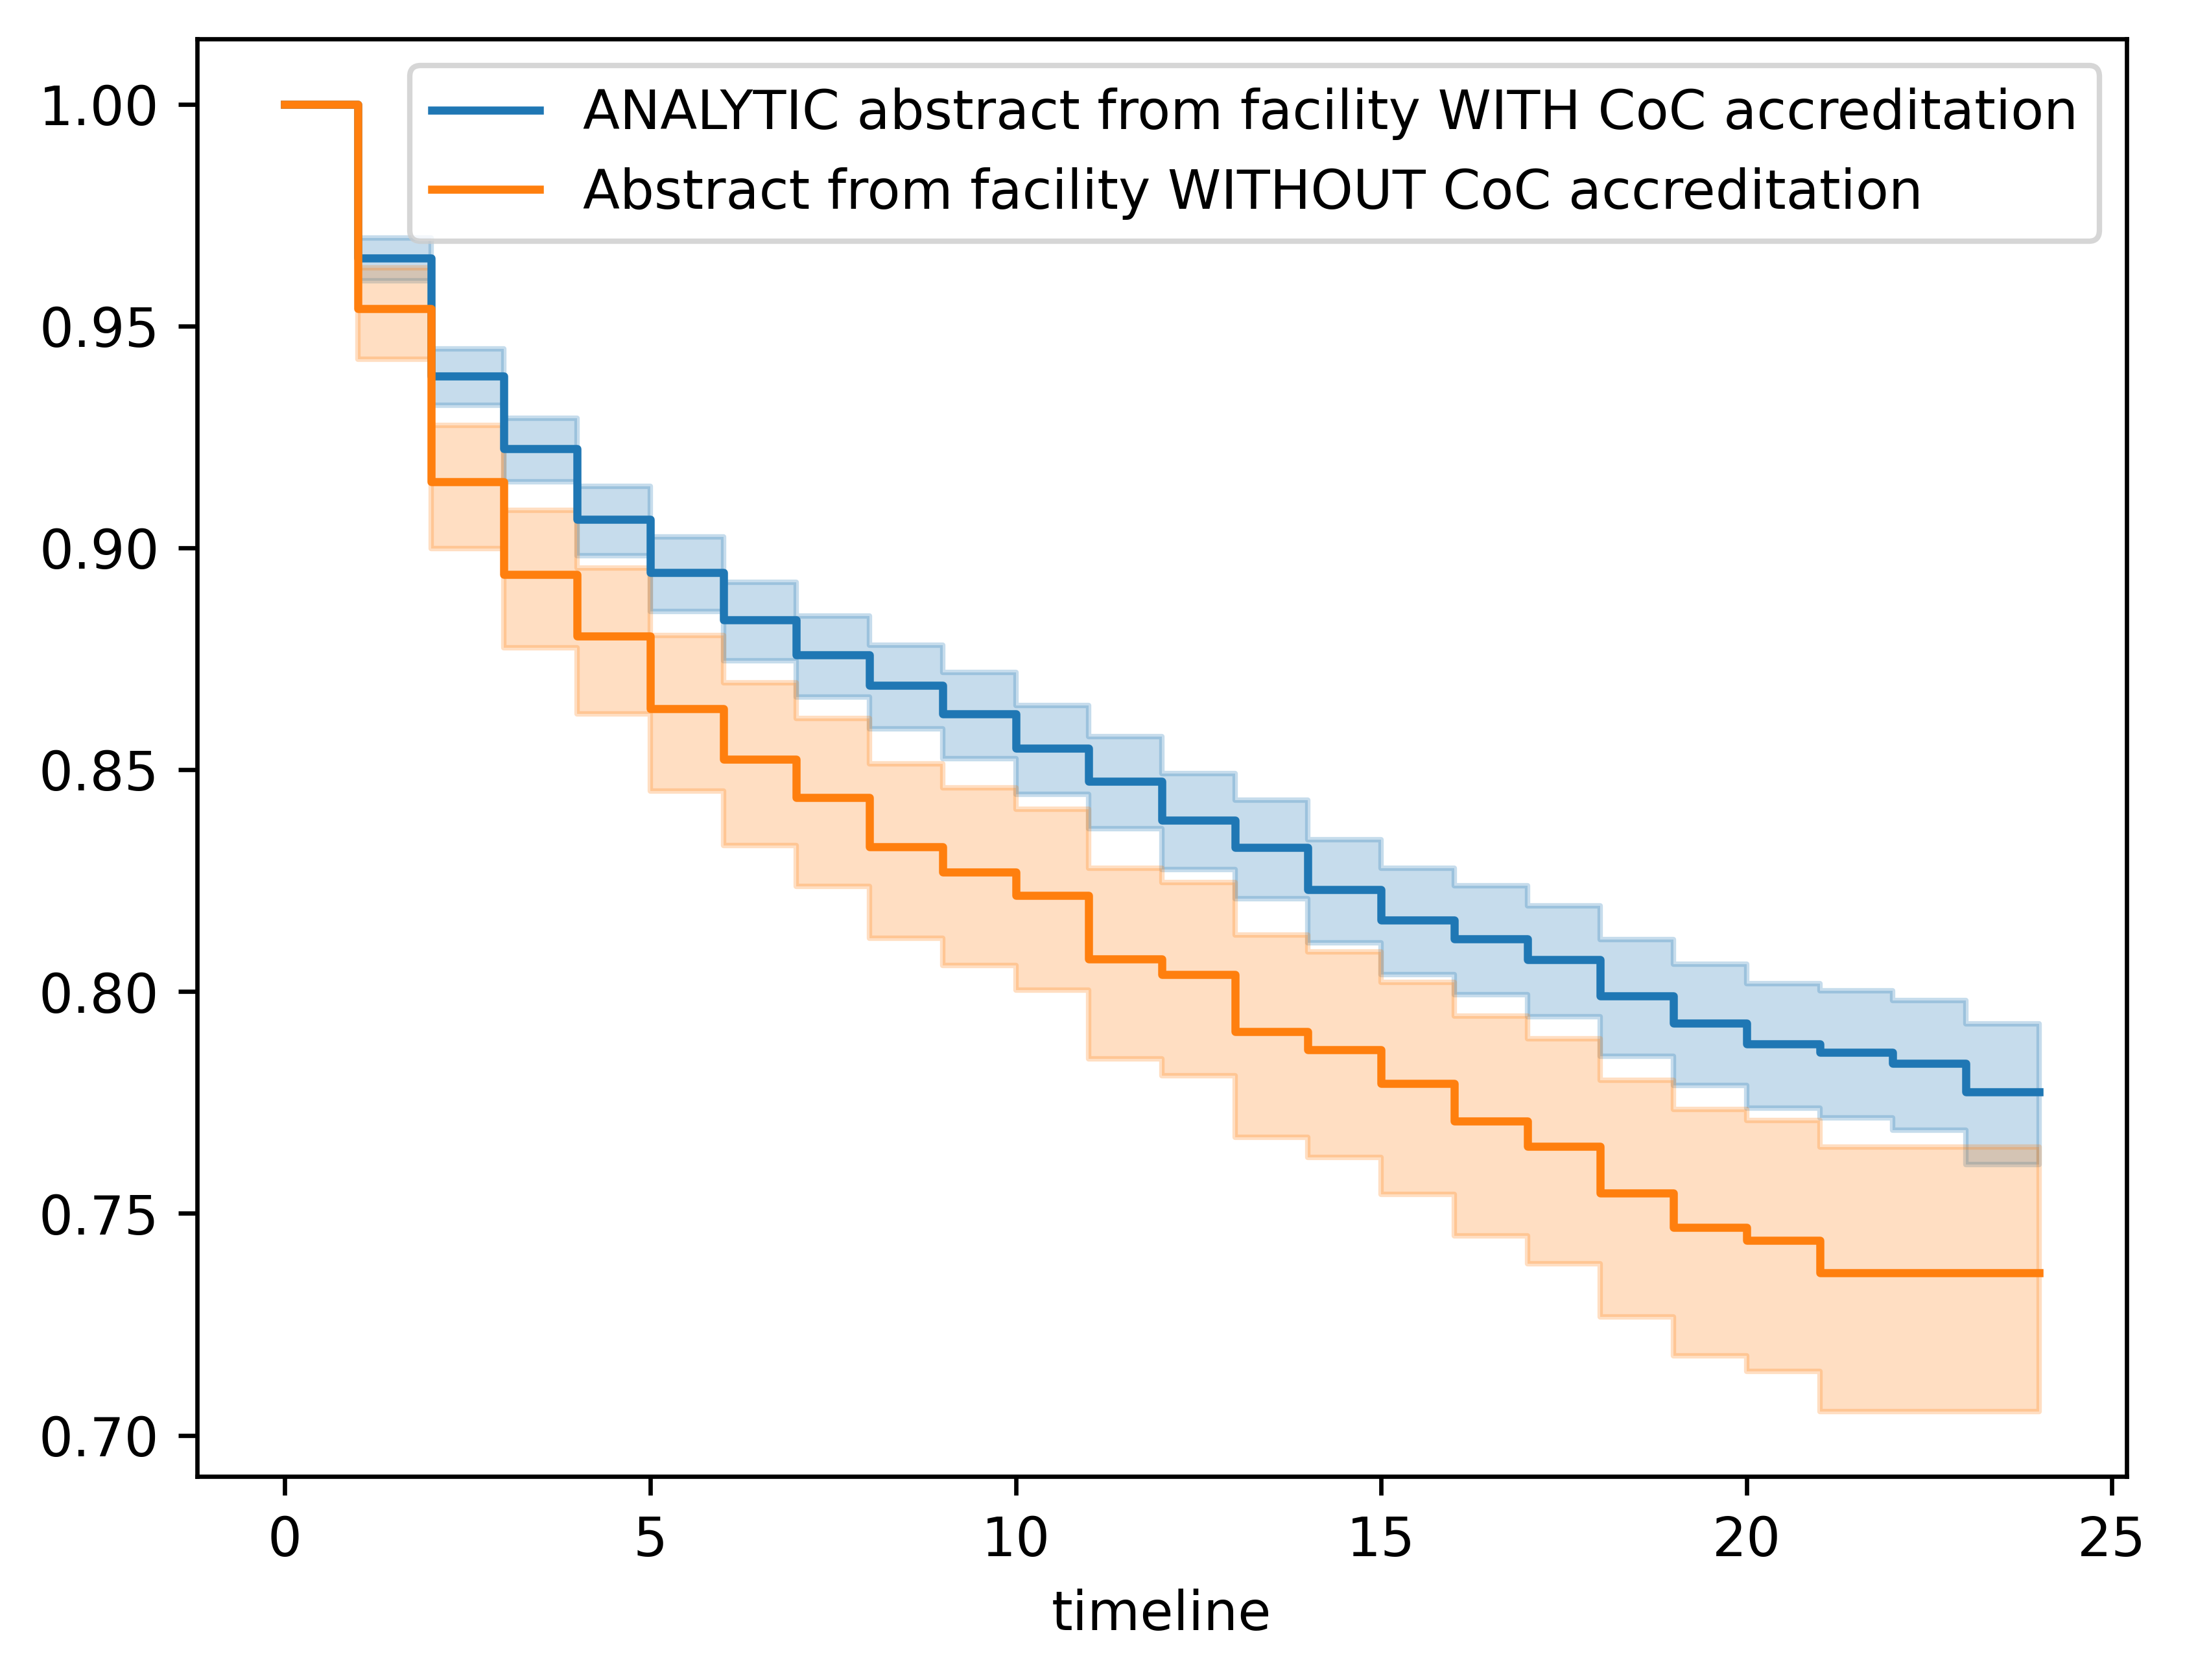 ANALYTIC abstract from facility WITH CoC accreditation
Abstract from facility WITHOUT CoC accreditation
1.00
0.95
0.90
0.85
0.80
0.75
0.70
0 5 10 15 20 25
timeline